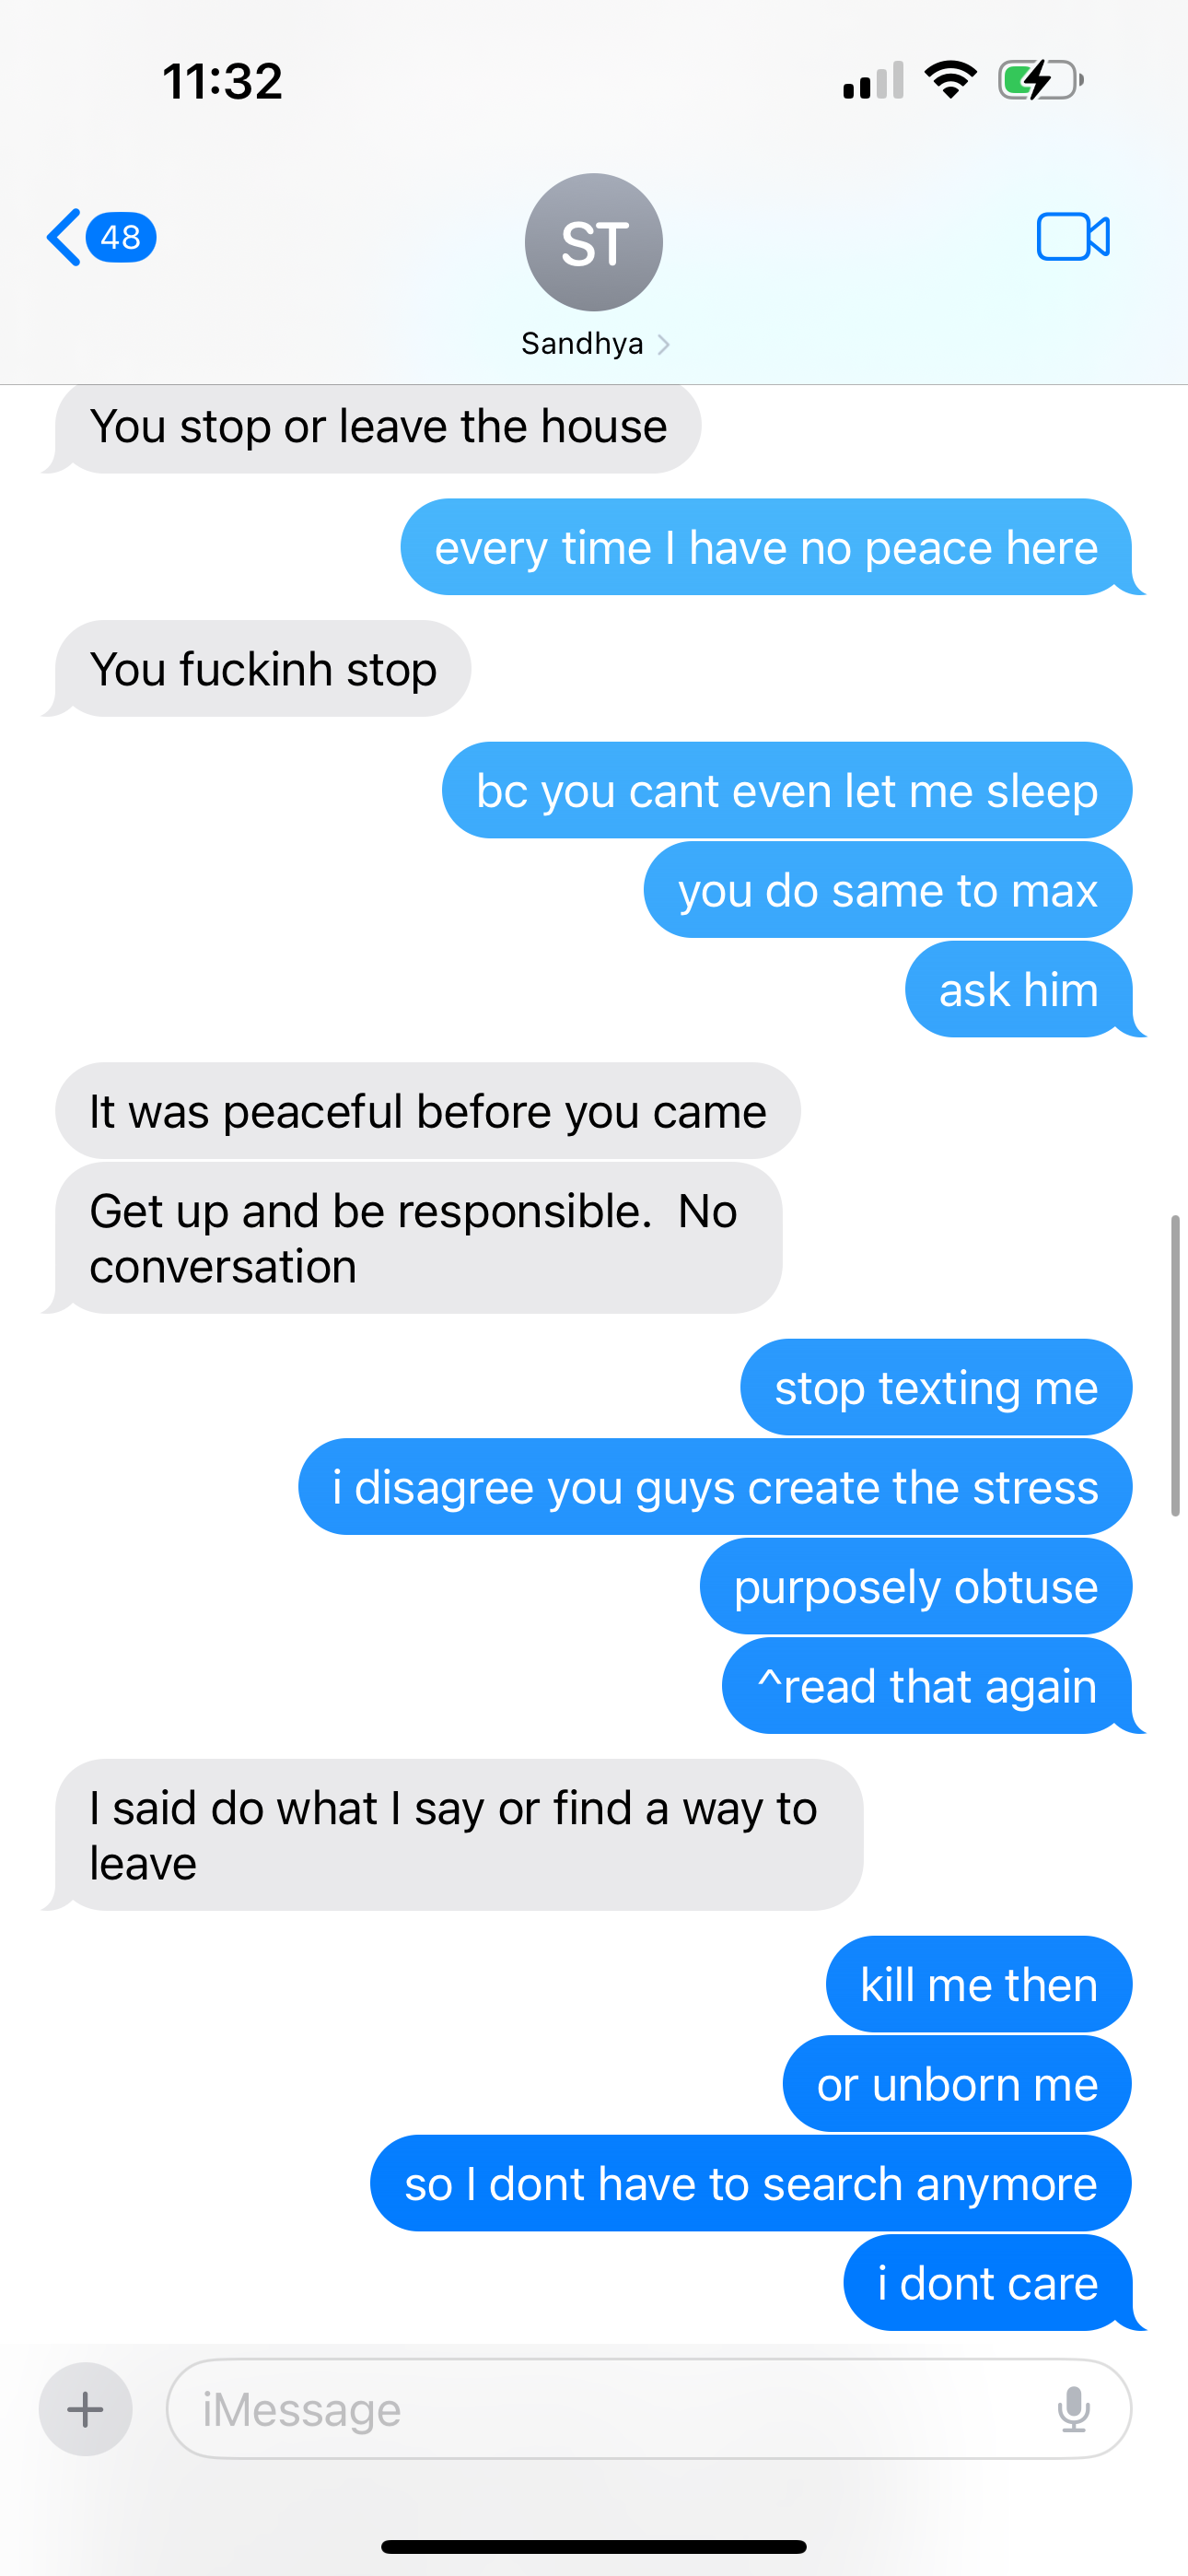 11:32
48
ST
Sandhya
You stop or leave the house
every time I have no peace here
You fuckinh stop
bc you cant even let me sleep
you do same to max
ask him
It was peaceful before you came
Get up and be responsible.  No
conversation
stop texting me
i disagree you guys create the stress
purposely obtuse
^read that again
I said do what I say or find a way to
leave
kill me then
or unborn me
so I dont have to search anymore
i dont care
iMessage